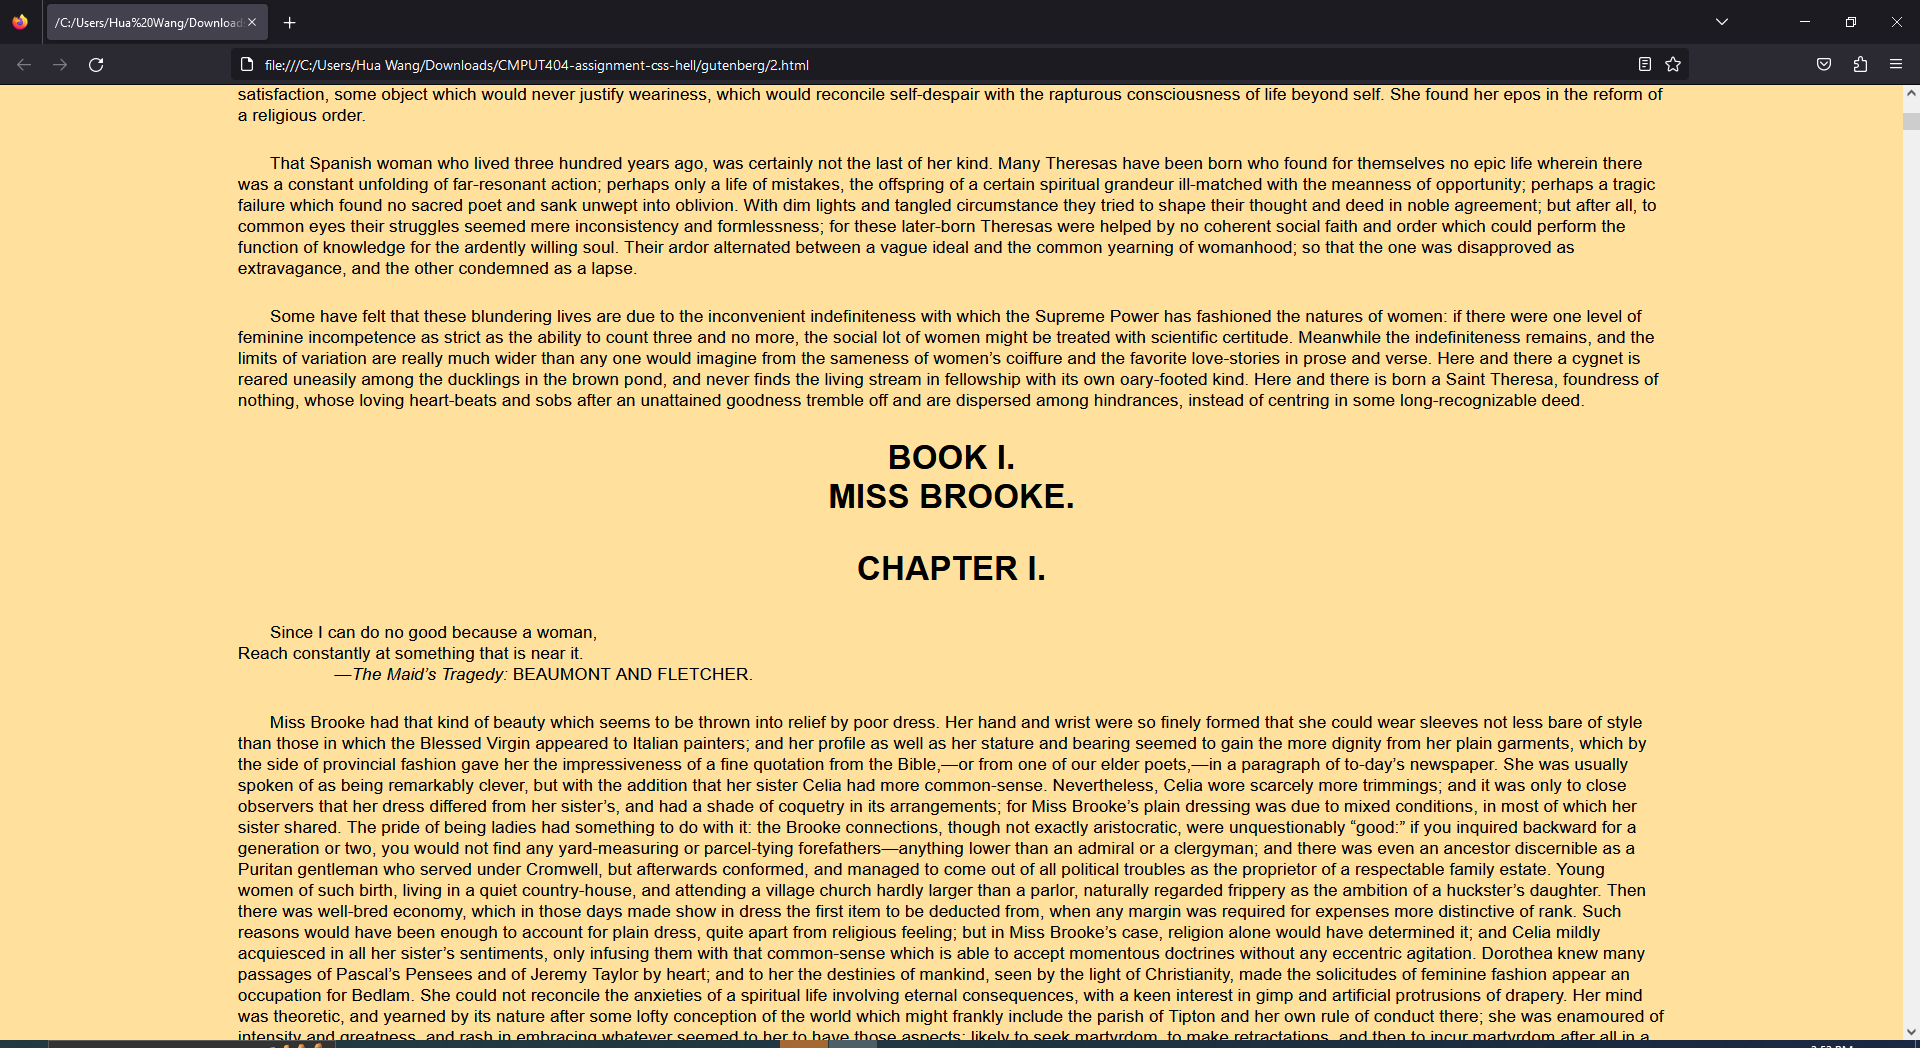 /C:/Users/Hua%20Wang/Download
file:///C:/Users/Hua Wang/Downloads/CMPUT404-assignment-css-hell/gutenberg/2.html
satisfaction, some object which would never justify weariness, which would reconcile self-despair with the rapturous consciousness of life beyond self. She found her epos in the reform of
a religious order.
That Spanish woman who lived three hundred years ago, was certainly not the last of her kind. Many Theresas have been born who found for themselves no epic life wherein there
was a constant unfolding of far-resonant action; perhaps only a life of mistakes, the offspring of a certain spiritual grandeur ill-matched with the meanness of opportunity; perhaps a tragic
failure which found no sacred poet and sank unwept into oblivion. With dim lights and tangled circumstance they tried to shape their thought and deed in noble agreement; but after all, to
common eyes their struggles seemed mere inconsistency and formlessness; for these later-born Theresas were helped by no coherent social faith and order which could perform the
function of knowledge for the ardently willing soul. Their ardor alternated between a vague ideal and the common yearning of womanhood; so that the one was disapproved as
extravagance, and the other condemned as a lapse.
Some have felt that these blundering lives are due to the inconvenient indefiniteness with which the Supreme Power has fashioned the natures of women: if there were one level of
feminine incompetence as strict as the ability to count three and no more, the social lot of women might be treated with scientific certitude. Meanwhile the indefiniteness remains, and the
limits of variation are really much wider than any one would imagine from the sameness of women’s coiffure and the favorite love-stories in prose and verse. Here and there a cygnet is
reared uneasily among the ducklings in the brown pond, and never finds the living stream in fellowship with its own oary-footed kind. Here and there is born a Saint Theresa, foundress of
nothing, whose loving heart-beats and sobs after an unattained goodness tremble off and are dispersed among hindrances, instead of centring in some long-recognizable deed.
BOOK I.
MISS BROOKE.
CHAPTER I.
Since I can do no good because a woman,
Reach constantly at something that is near it.
—The Maid’s Tragedy: BEAUMONT AND FLETCHER.
Miss Brooke had that kind of beauty which seems to be thrown into relief by poor dress. Her hand and wrist were so finely formed that she could wear sleeves not less bare of style
than those in which the Blessed Virgin appeared to Italian painters; and her profile as well as her stature and bearing seemed to gain the more dignity from her plain garments, which by
the side of provincial fashion gave her the impressiveness of a fine quotation from the Bible,—or from one of our elder poets,—in a paragraph of to-day’s newspaper. She was usually
spoken of as being remarkably clever, but with the addition that her sister Celia had more common-sense. Nevertheless, Celia wore scarcely more trimmings; and it was only to close
observers that her dress differed from her sister’s, and had a shade of coquetry in its arrangements; for Miss Brooke’s plain dressing was due to mixed conditions, in most of which her
sister shared. The pride of being ladies had something to do with it: the Brooke connections, though not exactly aristocratic, were unquestionably “good:” if you inquired backward for a
generation or two, you would not find any yard-measuring or parcel-tying forefathers—anything lower than an admiral or a clergyman; and there was even an ancestor discernible as a
Puritan gentleman who served under Cromwell, but afterwards conformed, and managed to come out of all political troubles as the proprietor of a respectable family estate. Young
women of such birth, living in a quiet country-house, and attending a village church hardly larger than a parlor, naturally regarded frippery as the ambition of a huckster’s daughter. Then
there was well-bred economy, which in those days made show in dress the first item to be deducted from, when any margin was required for expenses more distinctive of rank. Such
reasons would have been enough to account for plain dress, quite apart from religious feeling; but in Miss Brooke’s case, religion alone would have determined it; and Celia mildly
acquiesced in all her sister’s sentiments, only infusing them with that common-sense which is able to accept momentous doctrines without any eccentric agitation. Dorothea knew many
passages of Pascal’s Pensees and of Jeremy Taylor by heart; and to her the destinies of mankind, seen by the light of Christianity, made the solicitudes of feminine fashion appear an
occupation for Bedlam. She could not reconcile the anxieties of a spiritual life involving eternal consequences, with a keen interest in gimp and artificial protrusions of drapery. Her mind
was theoretic, and yearned by its nature after some lofty conception of the world which might frankly include the parish of Tipton and her own rule of conduct there; she was enamoured of
intensity and greatness, and rash in embracing whatever seemed to her to have those aspects; likely to seek martyrdom, to make retractations, and then to incur martyrdom after all in a